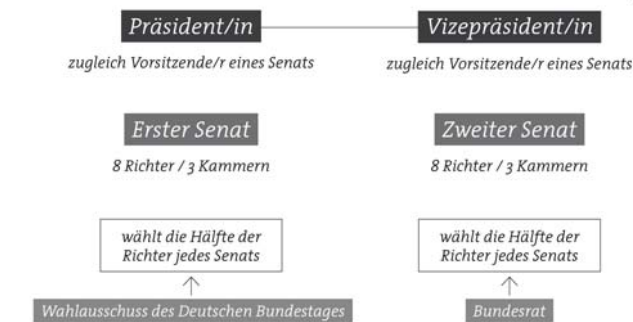 Präsident/in
Vizepräsident/in
zugleich Vorsitzende/r eines Senats
zugleich Vorsitzende/r eines Senats
Erster Senat
Zweiter Senat
8 Richter / 3 Kammern
8 Richter / 3 Kammern
wählt die Hälfte der
Richter jedes Senats
wählt die Hälfte der
Richter jedes Senats
Wahlausschuss des Deutschen Bundestages
Bundesrat